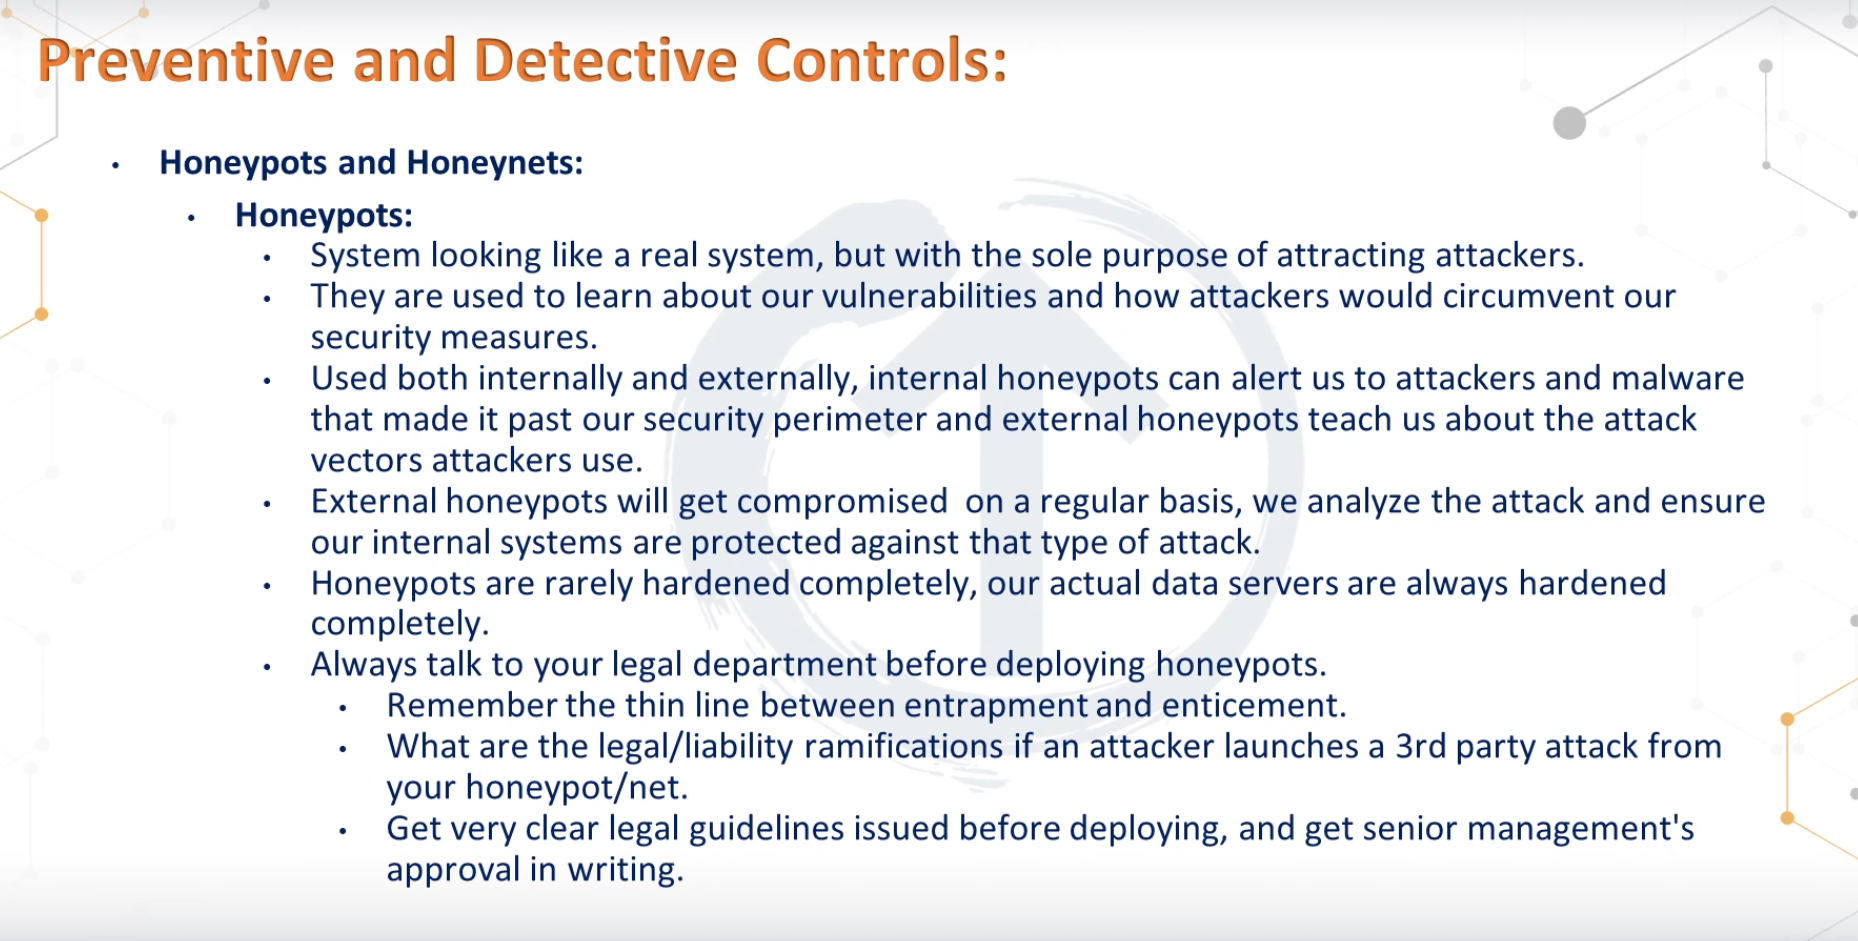 Preventive and Detective Controls:
• Honeypots and Honeynets:
• Honeypots:
• System looking like a real system, but with the sole purpose of attracting attackers.
• They are used to learn about our vulnerabilities and how attackers would circumvent our
security measures.
• Used both internally and externally, internal honeypots can alert us to attackers and malware
that made it past our security perimeter and external honeypots teach us about the attack
vectors attackers use.
• External honeypots will get compromised  on a regular basis, we analyze the attack and ensure
our internal systems are protected against that type of attack.
• Honeypots are rarely hardened completely, our actual data servers are always hardened
completely.
• Always talk to your legal department before deploying honeypots.
• Remember the thin line between entrapment and enticement.
• What are the legal/liability ramifications if an attacker launches a 3rd party attack from
your honeypot/net.
• Get very clear legal guidelines issued before deploying, and get senior management's
approval in writing.